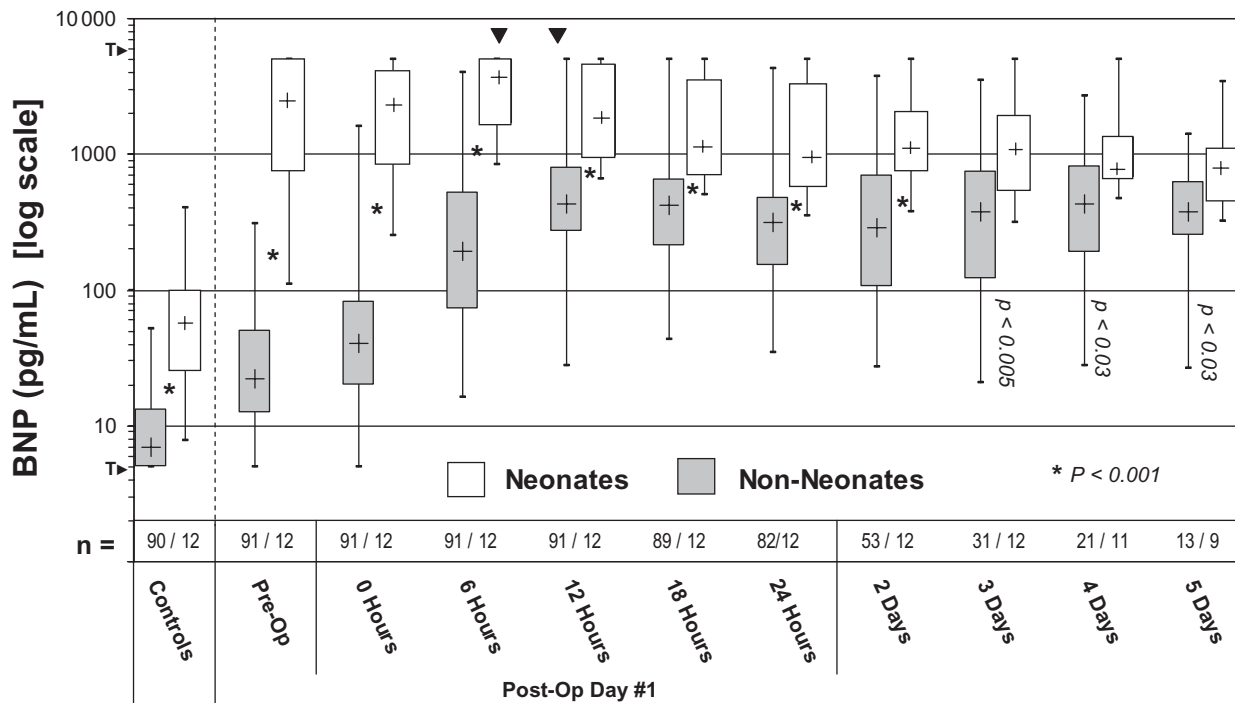 BNP (pg/mL) [log scale]
10 000
1000
100
10
T▸
T▸
*
*
*
*
*
*
*
*
p < 0.005
p < 0.03
p < 0.03
Neonates
Non-Neonates
* P < 0.001
n =
90 / 12
91 / 12
91 / 12
91 / 12
91 / 12
89 / 12
82/12
53 / 12
31 / 12
21 / 11
13 / 9
Controls
Pre-Op
0 Hours
6 Hours
12 Hours
18 Hours
24 Hours
2 Days
3 Days
4 Days
5 Days
Post-Op Day #1